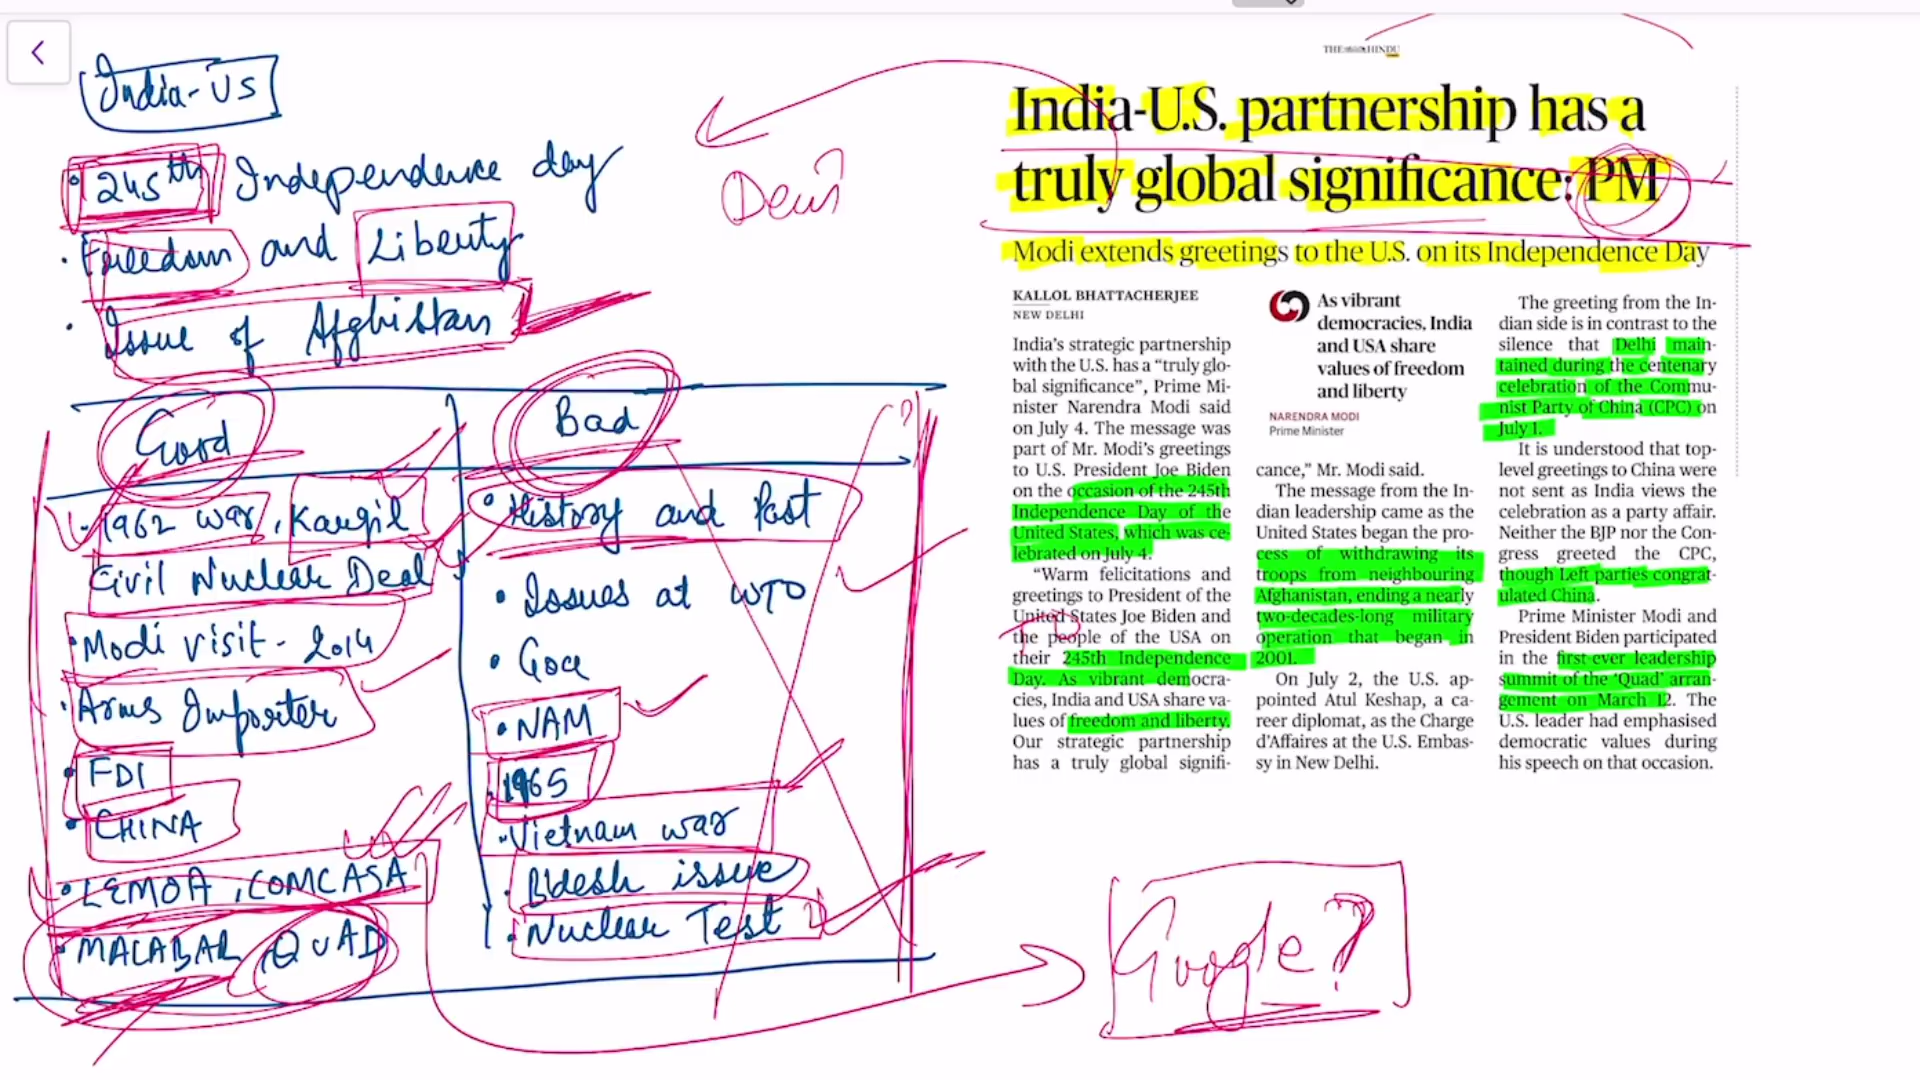 India-US
• 245th Independence day
• Freedom and Liberty
• Issue of Afghistan
Good
• 1962 war, Kargil
Civil Nuclear Deal
• Modi visit - 2014
• Arms Importer
• FDI
• CHINA
• LEMOA, COMCASA
• MALABAR, QUAD
Bad
• History and Past
• Issues at WTO
• Goa
• NAM
• 1965
• Vietnam war
• B'desh issue
• Nuclear Test
Google?
THE HINDU
India-U.S. partnership has a
truly global significance: PM
Modi extends greetings to the U.S. on its Independence Day
KALLOL BHATTACHERJEE
NEW DELHI
India's strategic partnership
with the U.S. has a “truly glo-
bal significance”, Prime Mi-
nister Narendra Modi said
on July 4. The message was
part of Mr. Modi's greetings
to U.S. President Joe Biden
on the occasion of the 245th
Independence Day of the
United States, which was ce-
lebrated on July 4.
“Warm felicitations and
greetings to President of the
United States Joe Biden and
the people of the USA on
their 245th Independence
Day. As vibrant democra-
cies, India and USA share va-
lues of freedom and liberty.
Our strategic partnership
has a truly global signifi-
As vibrant
democracies, India
and USA share
values of freedom
and liberty
NARENDRA MODI
Prime Minister
cance,” Mr. Modi said.
The message from the In-
dian leadership came as the
United States began the pro-
cess of withdrawing its
troops from neighbouring
Afghanistan, ending a nearly
two-decades-long military
operation that began in
2001.
On July 2, the U.S. ap-
pointed Atul Keshap, a ca-
reer diplomat, as the Charge
d'Affaires at the U.S. Embas-
sy in New Delhi.
The greeting from the In-
dian side is in contrast to the
silence that Delhi main-
tained during the centenary
celebration of the Commu-
nist Party of China (CPC) on
July 1.
It is understood that top-
level greetings to China were
not sent as India views the
celebration as a party affair.
Neither the BJP nor the Con-
gress greeted the CPC,
though Left parties congrat-
ulated China.
Prime Minister Modi and
President Biden participated
in the first-ever leadership
summit of the ‘Quad’ arran-
gement on March 12. The
U.S. leader had emphasised
democratic values during
his speech on that occasion.